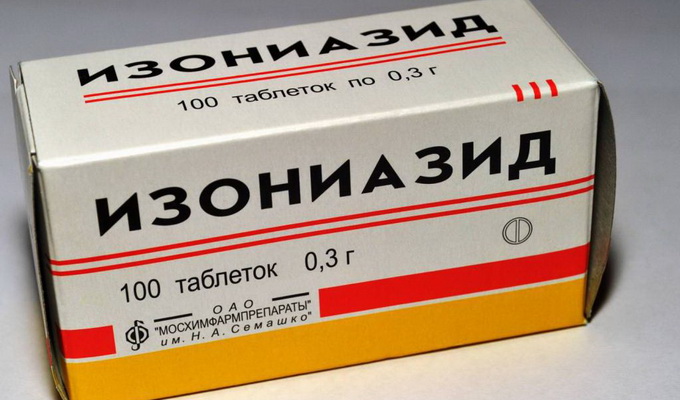 ИЗОНИАЗИД
100 таблеток по 0,3 г
ИЗОНИАЗИД
100 таблеток 0,3 г
ОАО
"МОСХИМФАРМПРЕПАРАТЫ"
им. Н. А. Семашко